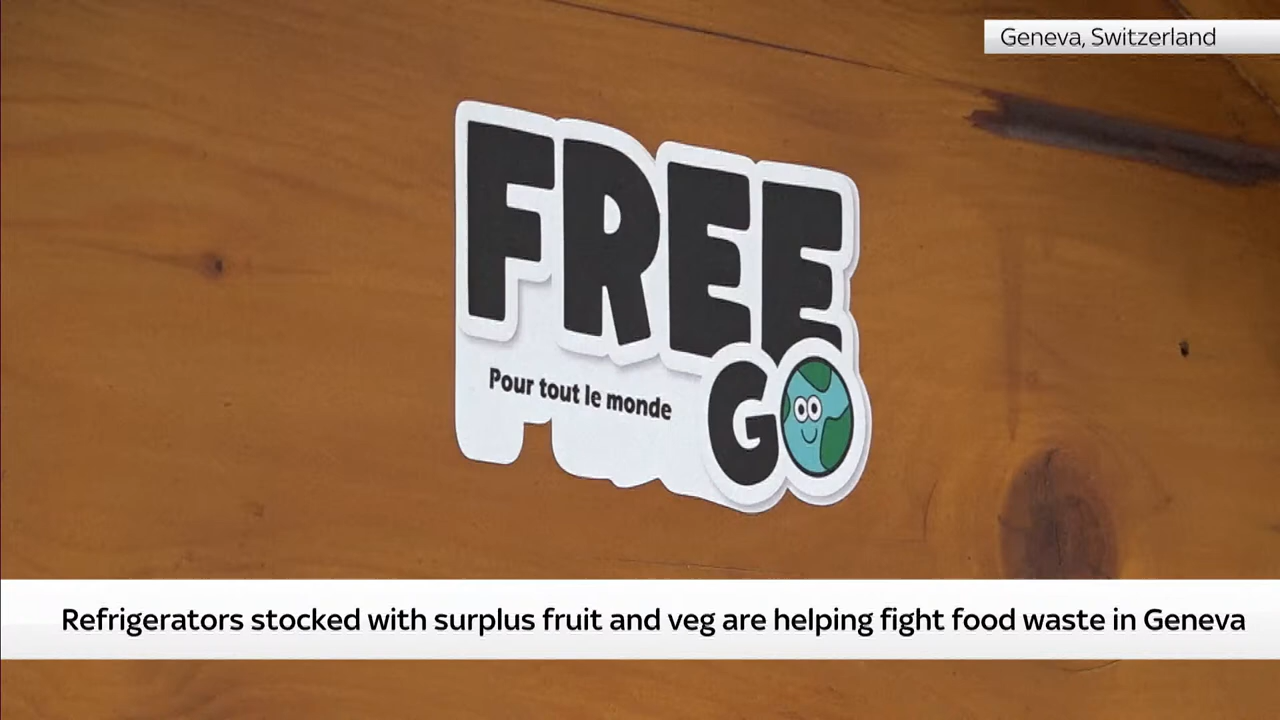 Geneva, Switzerland
FREE
GO
Pour tout le monde
Refrigerators stocked with surplus fruit and veg are helping fight food waste in Geneva